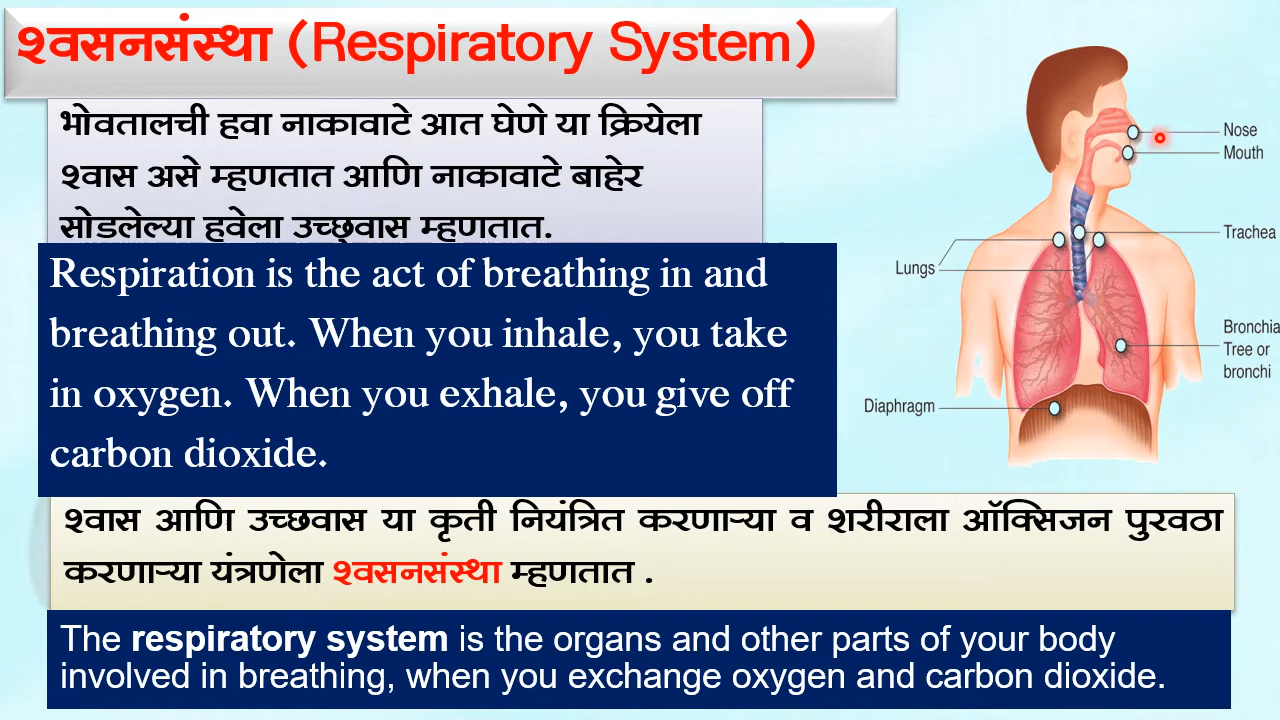 श्वसनसंस्था (Respiratory System)
भोवतालची हवा नाकावाटे आत घेणे या क्रियेला
श्वास असे म्हणतात आणि नाकावाटे बाहेर
सोडलेल्या हवेला उच्छ्वास म्हणतात.
Respiration is the act of breathing in and
breathing out. When you inhale, you take
in oxygen. When you exhale, you give off
carbon dioxide.
श्वास आणि उच्छवास या कृती नियंत्रित करणाऱ्या व शरीराला ऑक्सिजन पुरवठा
करणाऱ्या यंत्रणेला श्वसनसंस्था म्हणतात .
The respiratory system is the organs and other parts of your body
involved in breathing, when you exchange oxygen and carbon dioxide.
Nose
Mouth
Trachea
Lungs
Bronchia
Tree or
bronchi
Diaphragm